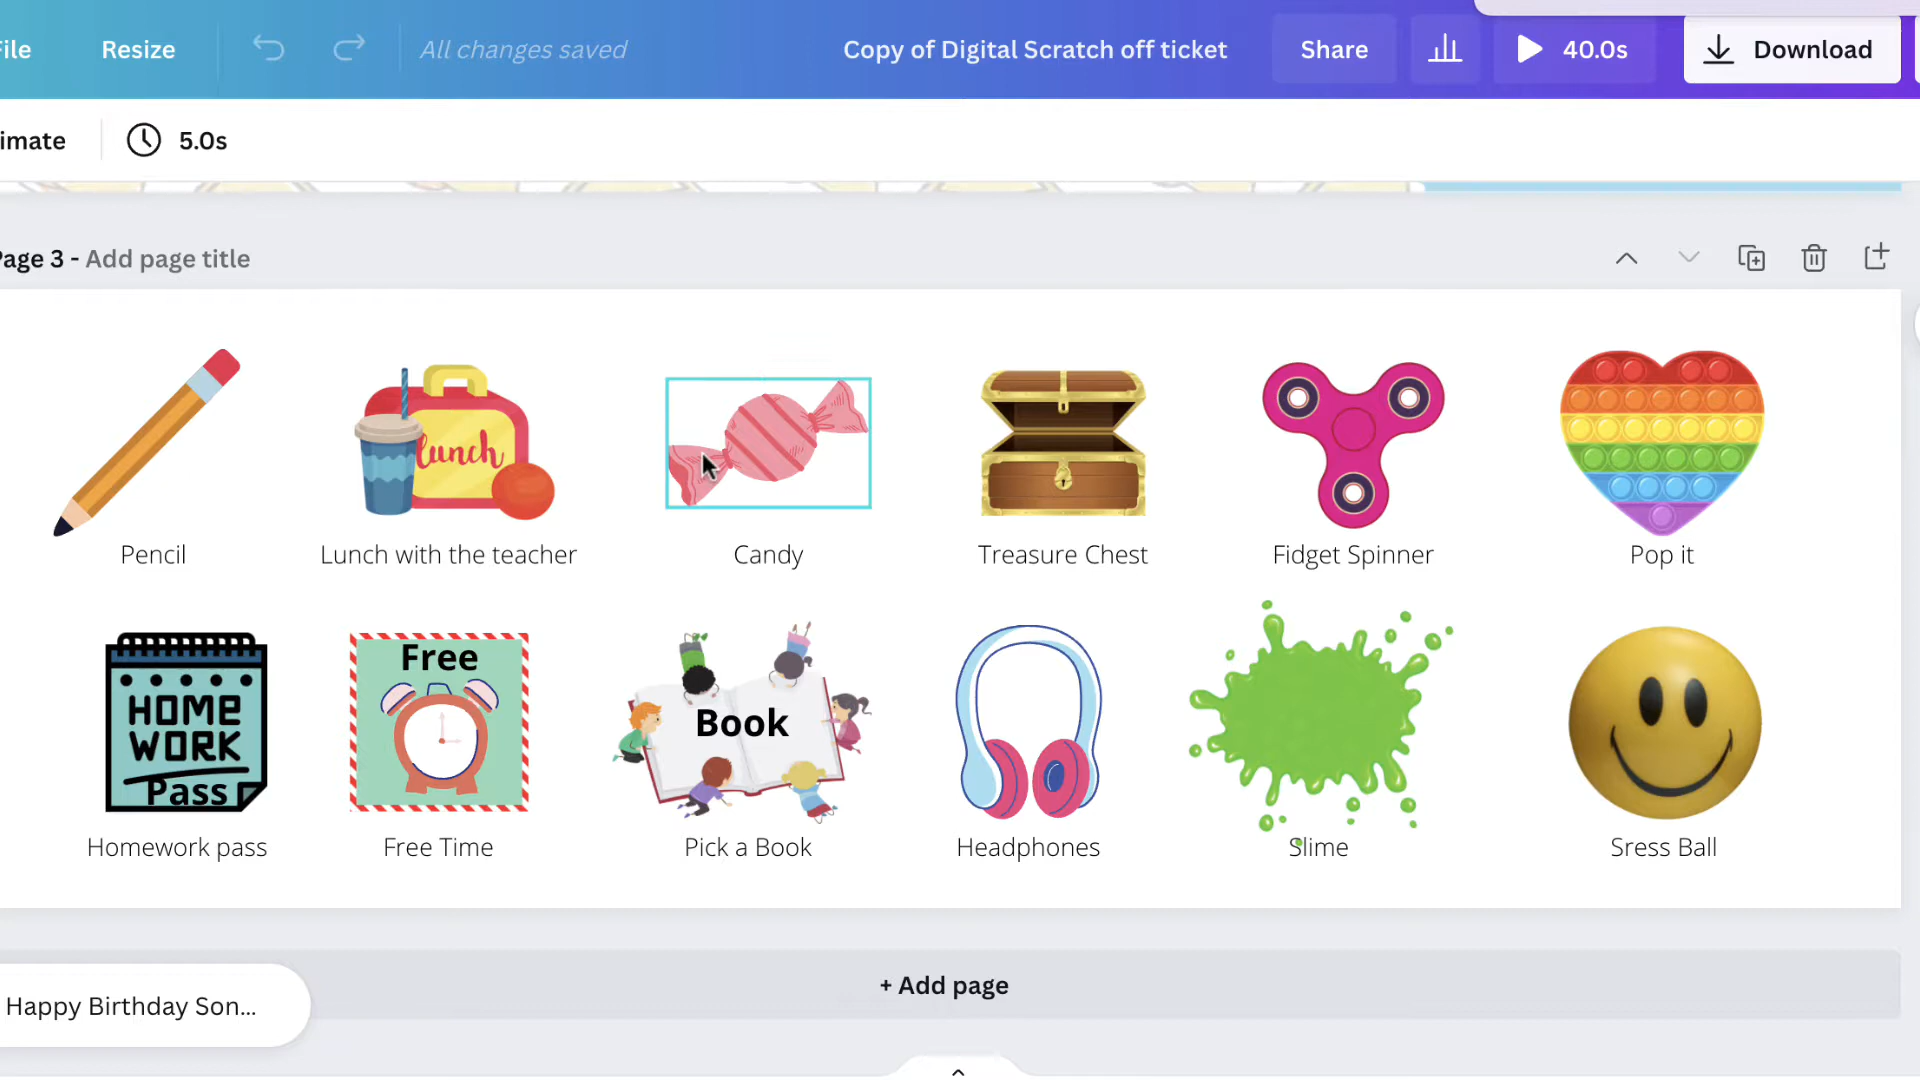 File Resize All changes saved Copy of Digital Scratch off ticket Share 40.0s Download
imate 5.0s
Page 3 - Add page title
lunch
Pencil Lunch with the teacher Candy Treasure Chest Fidget Spinner Pop it
HOME
WORK
Pass
Free
Book
Homework pass Free Time Pick a Book Headphones Slime Sress Ball
+ Add page
Happy Birthday Son...